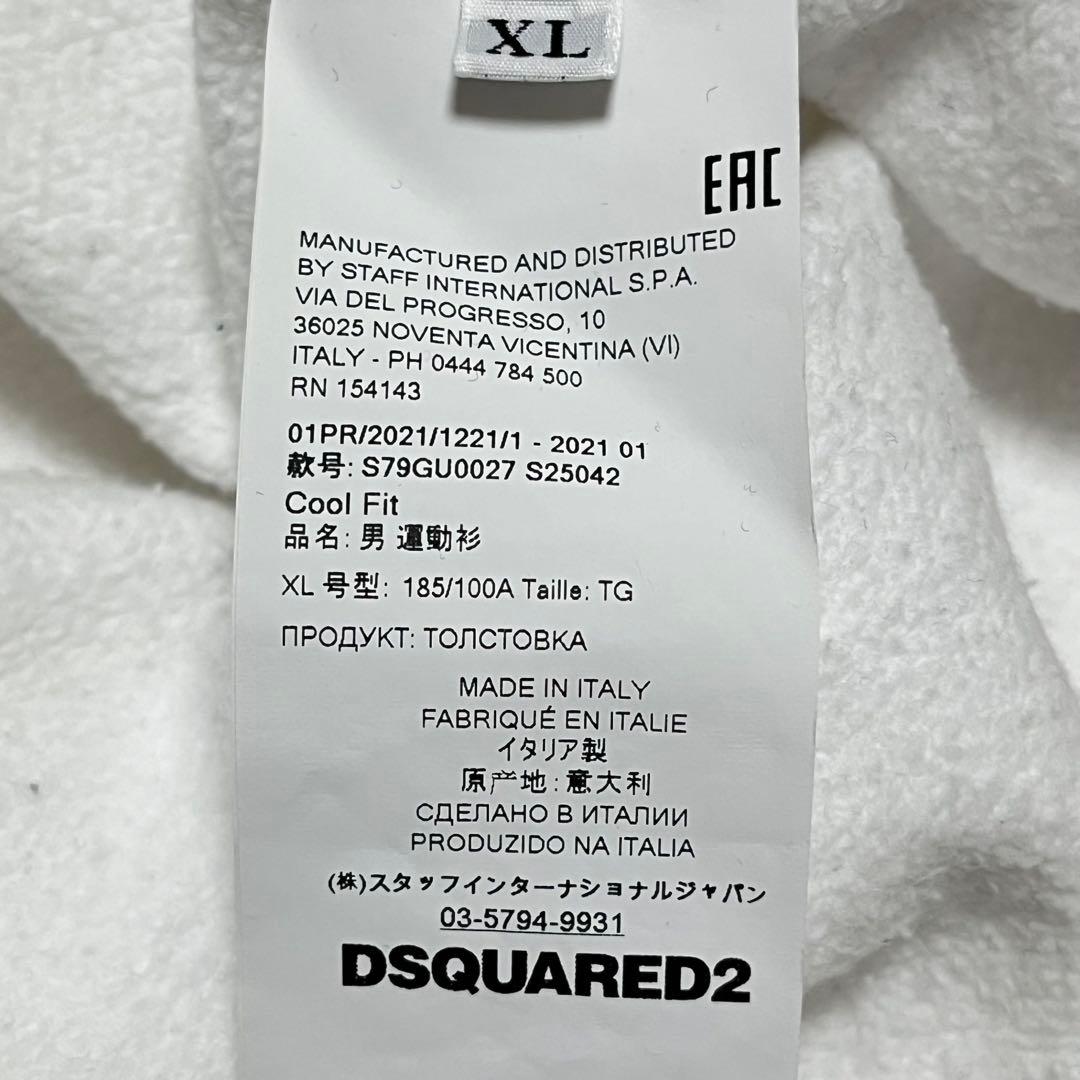 XL
EAC
MANUFACTURED AND DISTRIBUTED
BY STAFF INTERNATIONAL S.P.A.
VIA DEL PROGRESSO, 10
36025 NOVENTA VICENTINA (VI)
ITALY - PH 0444 784 500
RN 154143
01PR/2021/1221/1 - 2021 01
款号: S79GU0027 S25042
Cool Fit
品名: 男 運動衫
XL 号型: 185/100A Taille: TG
ПРОДУКТ: ТОЛСТОВКА
MADE IN ITALY
FABRIQUÉ EN ITALIE
イタリア製
原产地:意大利
СДЕЛАНО В ИТАЛИИ
PRODUZIDO NA ITALIA
(株)スタッフインターナショナルジャパン
03-5794-9931
DSQUARED2